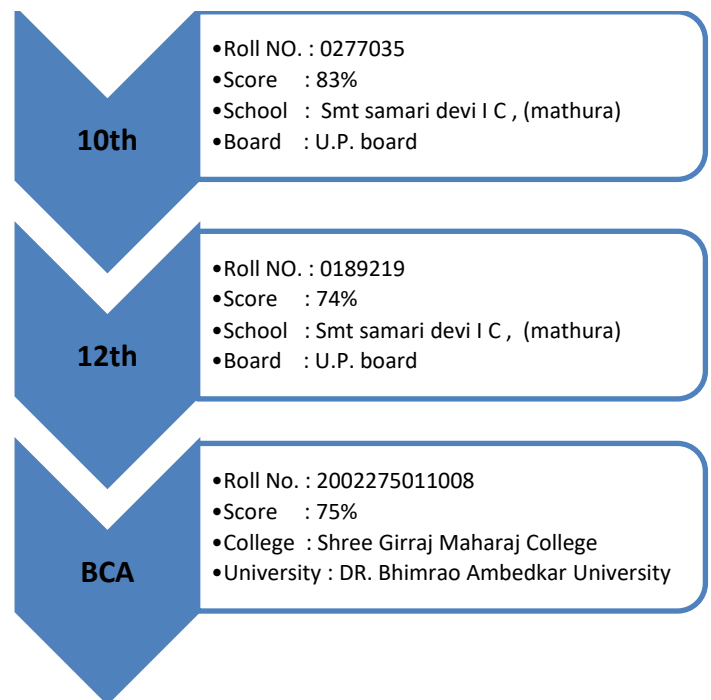 10th
•Roll NO. : 0277035
•Score : 83%
•School : Smt samari devi I C , (mathura)
•Board : U.P. board
12th
•Roll NO. : 0189219
•Score : 74%
•School : Smt samari devi I C , (mathura)
•Board : U.P. board
BCA
•Roll No. : 2002275011008
•Score : 75%
•College : Shree Girraj Maharaj College
•University : DR. Bhimrao Ambedkar University